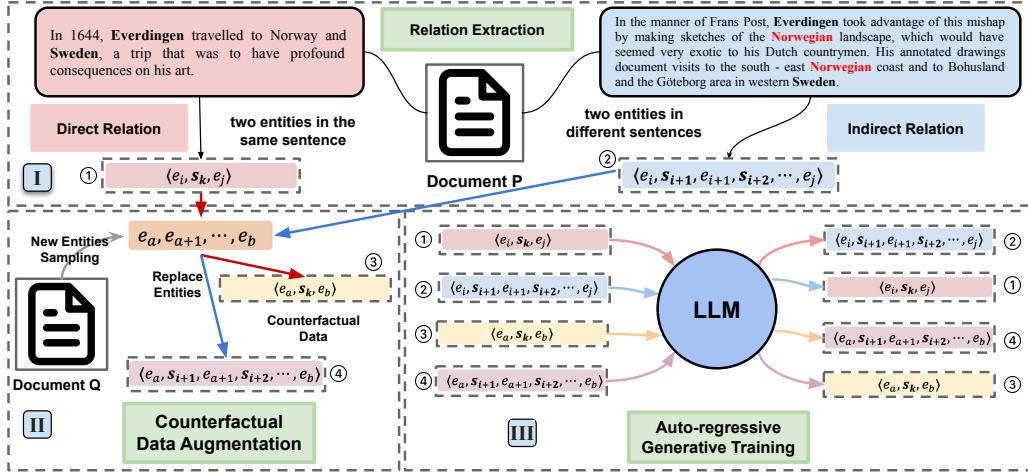 In 1644, Everdingen travelled to Norway and
Sweden, a trip that was to have profound
consequences on his art.
Relation Extraction
In the manner of Frans Post, Everdingen took advantage of this mishap
by making sketches of the Norwegian landscape, which would have
seemed very exotic to his Dutch countrymen. His annotated drawings
document visits to the south - east Norwegian coast and to Bohusland
and the Göteborg area in western Sweden.
Direct Relation
two entities in the
same sentence
two entities in
different sentences
Indirect Relation
I
① ⟨e_i, s_k, e_j⟩
Document P
② ⟨e_i, s_{i+1}, e_{i+1}, s_{i+2}, ⋯, e_j⟩
New Entities
Sampling
e_a, e_{a+1}, ⋯, e_b
Replace
Entities
③
⟨e_a, s_k, e_b⟩
Counterfactual
Data
Document Q
⟨e_a, s_{i+1}, e_{a+1}, s_{i+2}, ⋯, e_b⟩ ④
II
Counterfactual
Data Augmentation
① ⟨e_i, s_k, e_j⟩
② ⟨e_i, s_{i+1}, e_{i+1}, s_{i+2}, ⋯, e_j⟩
③ ⟨e_a, s_k, e_b⟩
④ ⟨e_a, s_{i+1}, e_{a+1}, s_{i+2}, ⋯, e_b⟩
LLM
⟨e_i, s_{i+1}, e_{i+1}, s_{i+2}, ⋯, e_j⟩ ②
⟨e_i, s_k, e_j⟩ ①
⟨e_a, s_{i+1}, e_{a+1}, s_{i+2}, ⋯, e_b⟩ ④
⟨e_a, s_k, e_b⟩ ③
III
Auto-regressive
Generative Training